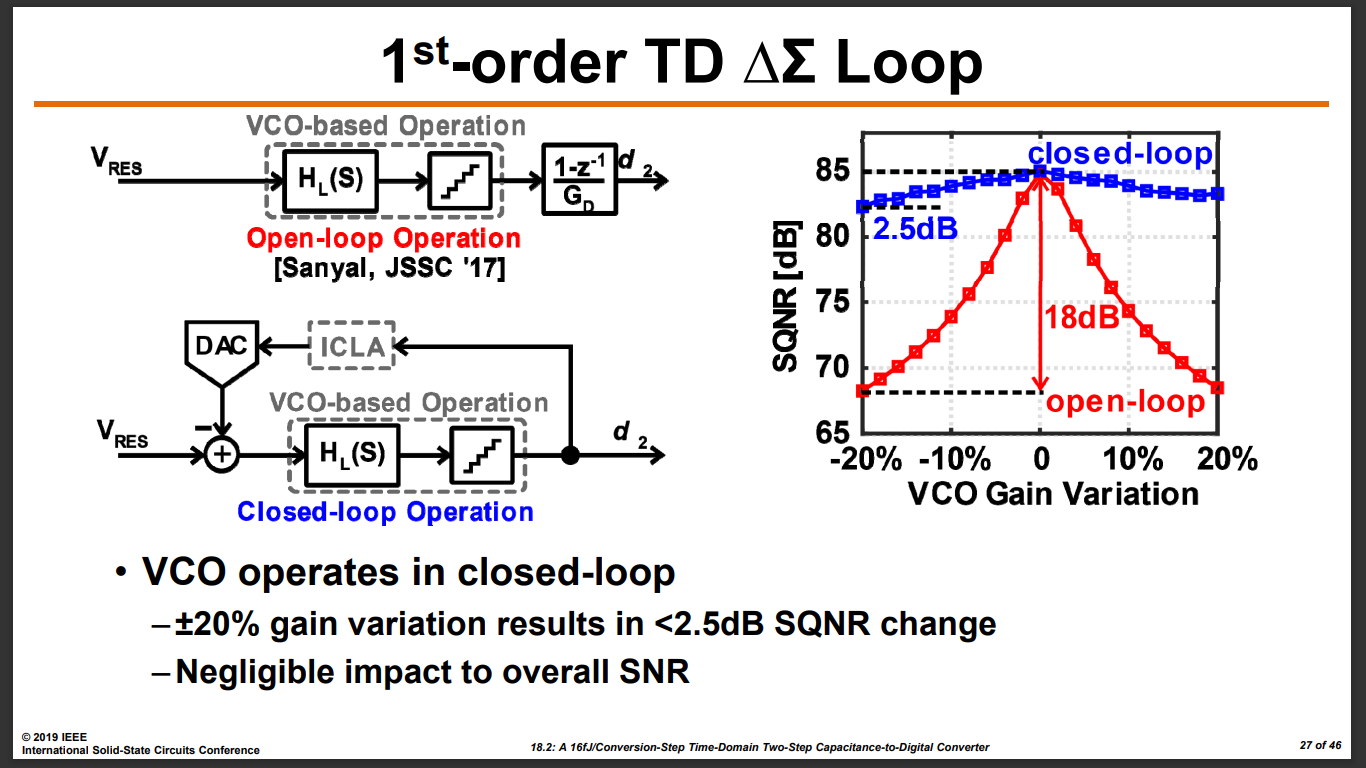 1st-order TD ΔΣ Loop
VCO-based Operation
VRES
HL(S)
1-z-1
GD
d2
Open-loop Operation
[Sanyal, JSSC '17]
DAC
ICLA
VCO-based Operation
VRES
−
+
HL(S)
d2
Closed-loop Operation
SQNR [dB]
85
80
75
70
65
closed-loop
2.5dB
18dB
open-loop
-20% -10% 0 10% 20%
VCO Gain Variation
• VCO operates in closed-loop
–±20% gain variation results in <2.5dB SQNR change
–Negligible impact to overall SNR
© 2019 IEEE
International Solid-State Circuits Conference
18.2: A 16fJ/Conversion-Step Time-Domain Two-Step Capacitance-to-Digital Converter
27 of 46